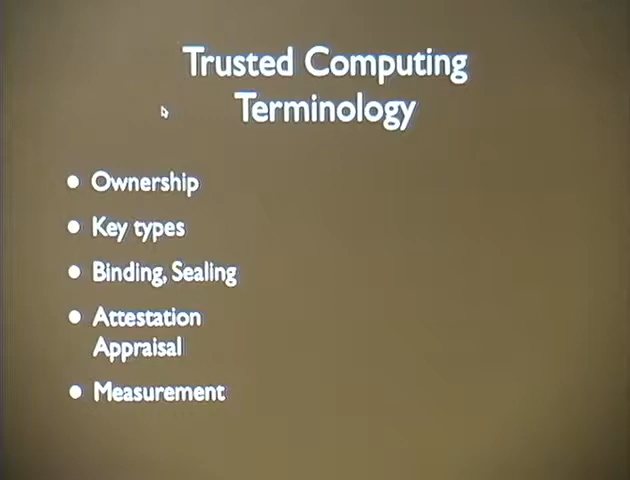 Trusted Computing
Terminology
• Ownership
• Key types
• Binding, Sealing
• Attestation
Appraisal
• Measurement